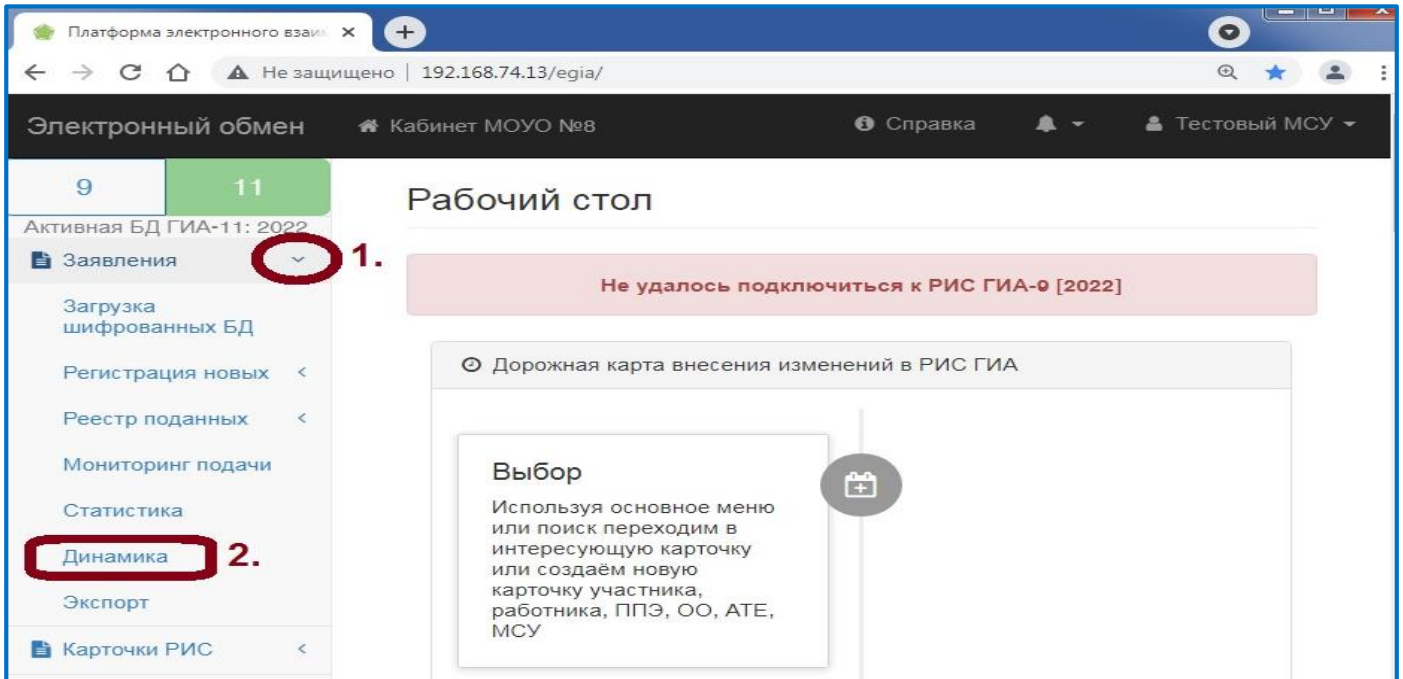 Платформа электронного взаим
Не защищено | 192.168.74.13/egia/
Электронный обмен
Кабинет МОУО №8
Справка
Тестовый МСУ
9
11
Активная БД ГИА-11: 2022
Заявления
1.
Загрузка
шифрованных БД
Регистрация новых
Реестр поданных
Мониторинг подачи
Статистика
Динамика
2.
Экспорт
Карточки РИС
Рабочий стол
Не удалось подключиться к РИС ГИА-9 [2022]
Дорожная карта внесения изменений в РИС ГИА
Выбор
Используя основное меню
или поиск переходим в
интересующую карточку
или создаём новую
карточку участника,
работника, ППЭ, ОО, АТЕ,
МСУ